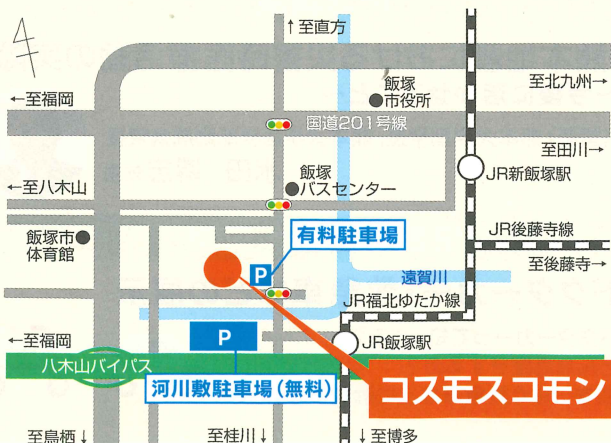 ↑至直方
飯塚
市役所
至北九州→
←至福岡
国道201号線
至田川→
飯塚
バスセンター
JR新飯塚駅
←至八木山
有料駐車場
飯塚市
体育館
JR後藤寺線
P
遠賀川
至後藤寺→
JR福北ゆたか線
P
←至福岡
JR飯塚駅
八木山バイパス
河川敷駐車場(無料)
コスモスコモン
至鳥栖↓
至桂川↓
↓至博多